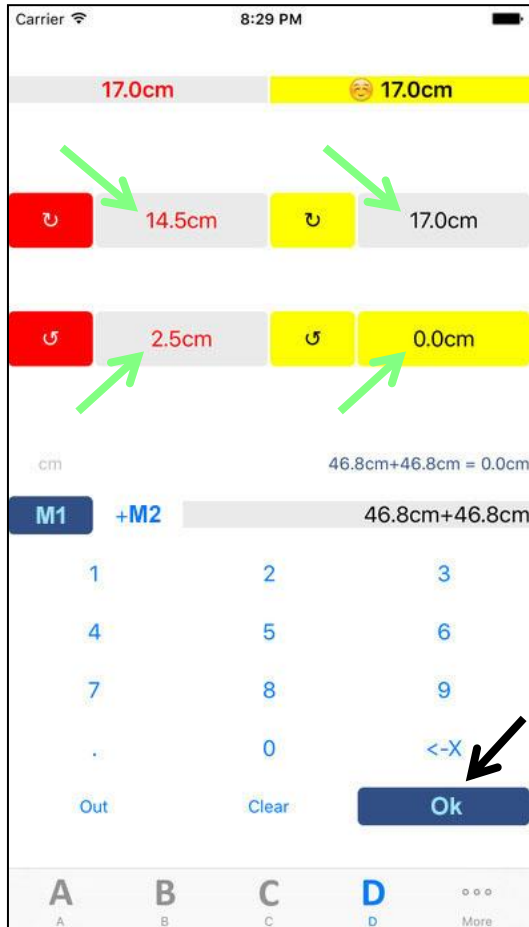 Carrier 8:29 PM
17.0cm ☺️ 17.0cm
↻ 14.5cm ↻ 17.0cm
↺ 2.5cm ↺ 0.0cm
cm 46.8cm+46.8cm = 0.0cm
M1 +M2 46.8cm+46.8cm
1 2 3
4 5 6
7 8 9
. 0 <-X
Out Clear Ok
A B C D
A B C D More